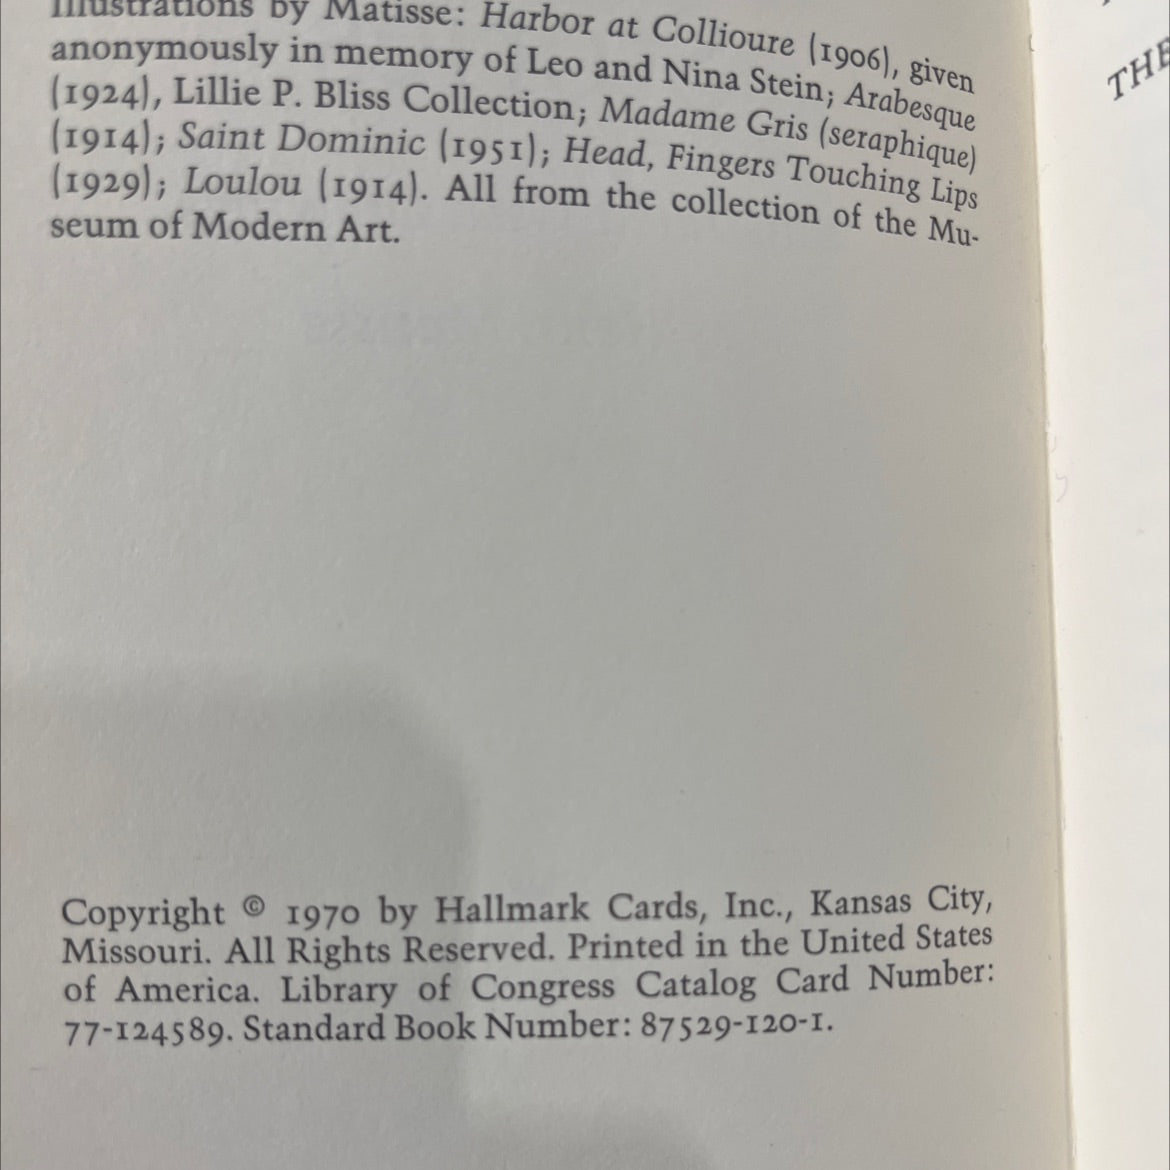 Illustrations by Matisse: Harbor at Collioure (1906), given
anonymously in memory of Leo and Nina Stein; Arabesque
(1924), Lillie P. Bliss Collection; Madame Gris (seraphique)
(1914); Saint Dominic (1951); Head, Fingers Touching Lips
(1929); Loulou (1914). All from the collection of the Mu-
seum of Modern Art.
Copyright © 1970 by Hallmark Cards, Inc., Kansas City,
Missouri. All Rights Reserved. Printed in the United States
of America. Library of Congress Catalog Card Number:
77-124589. Standard Book Number: 87529-120-1.
THE